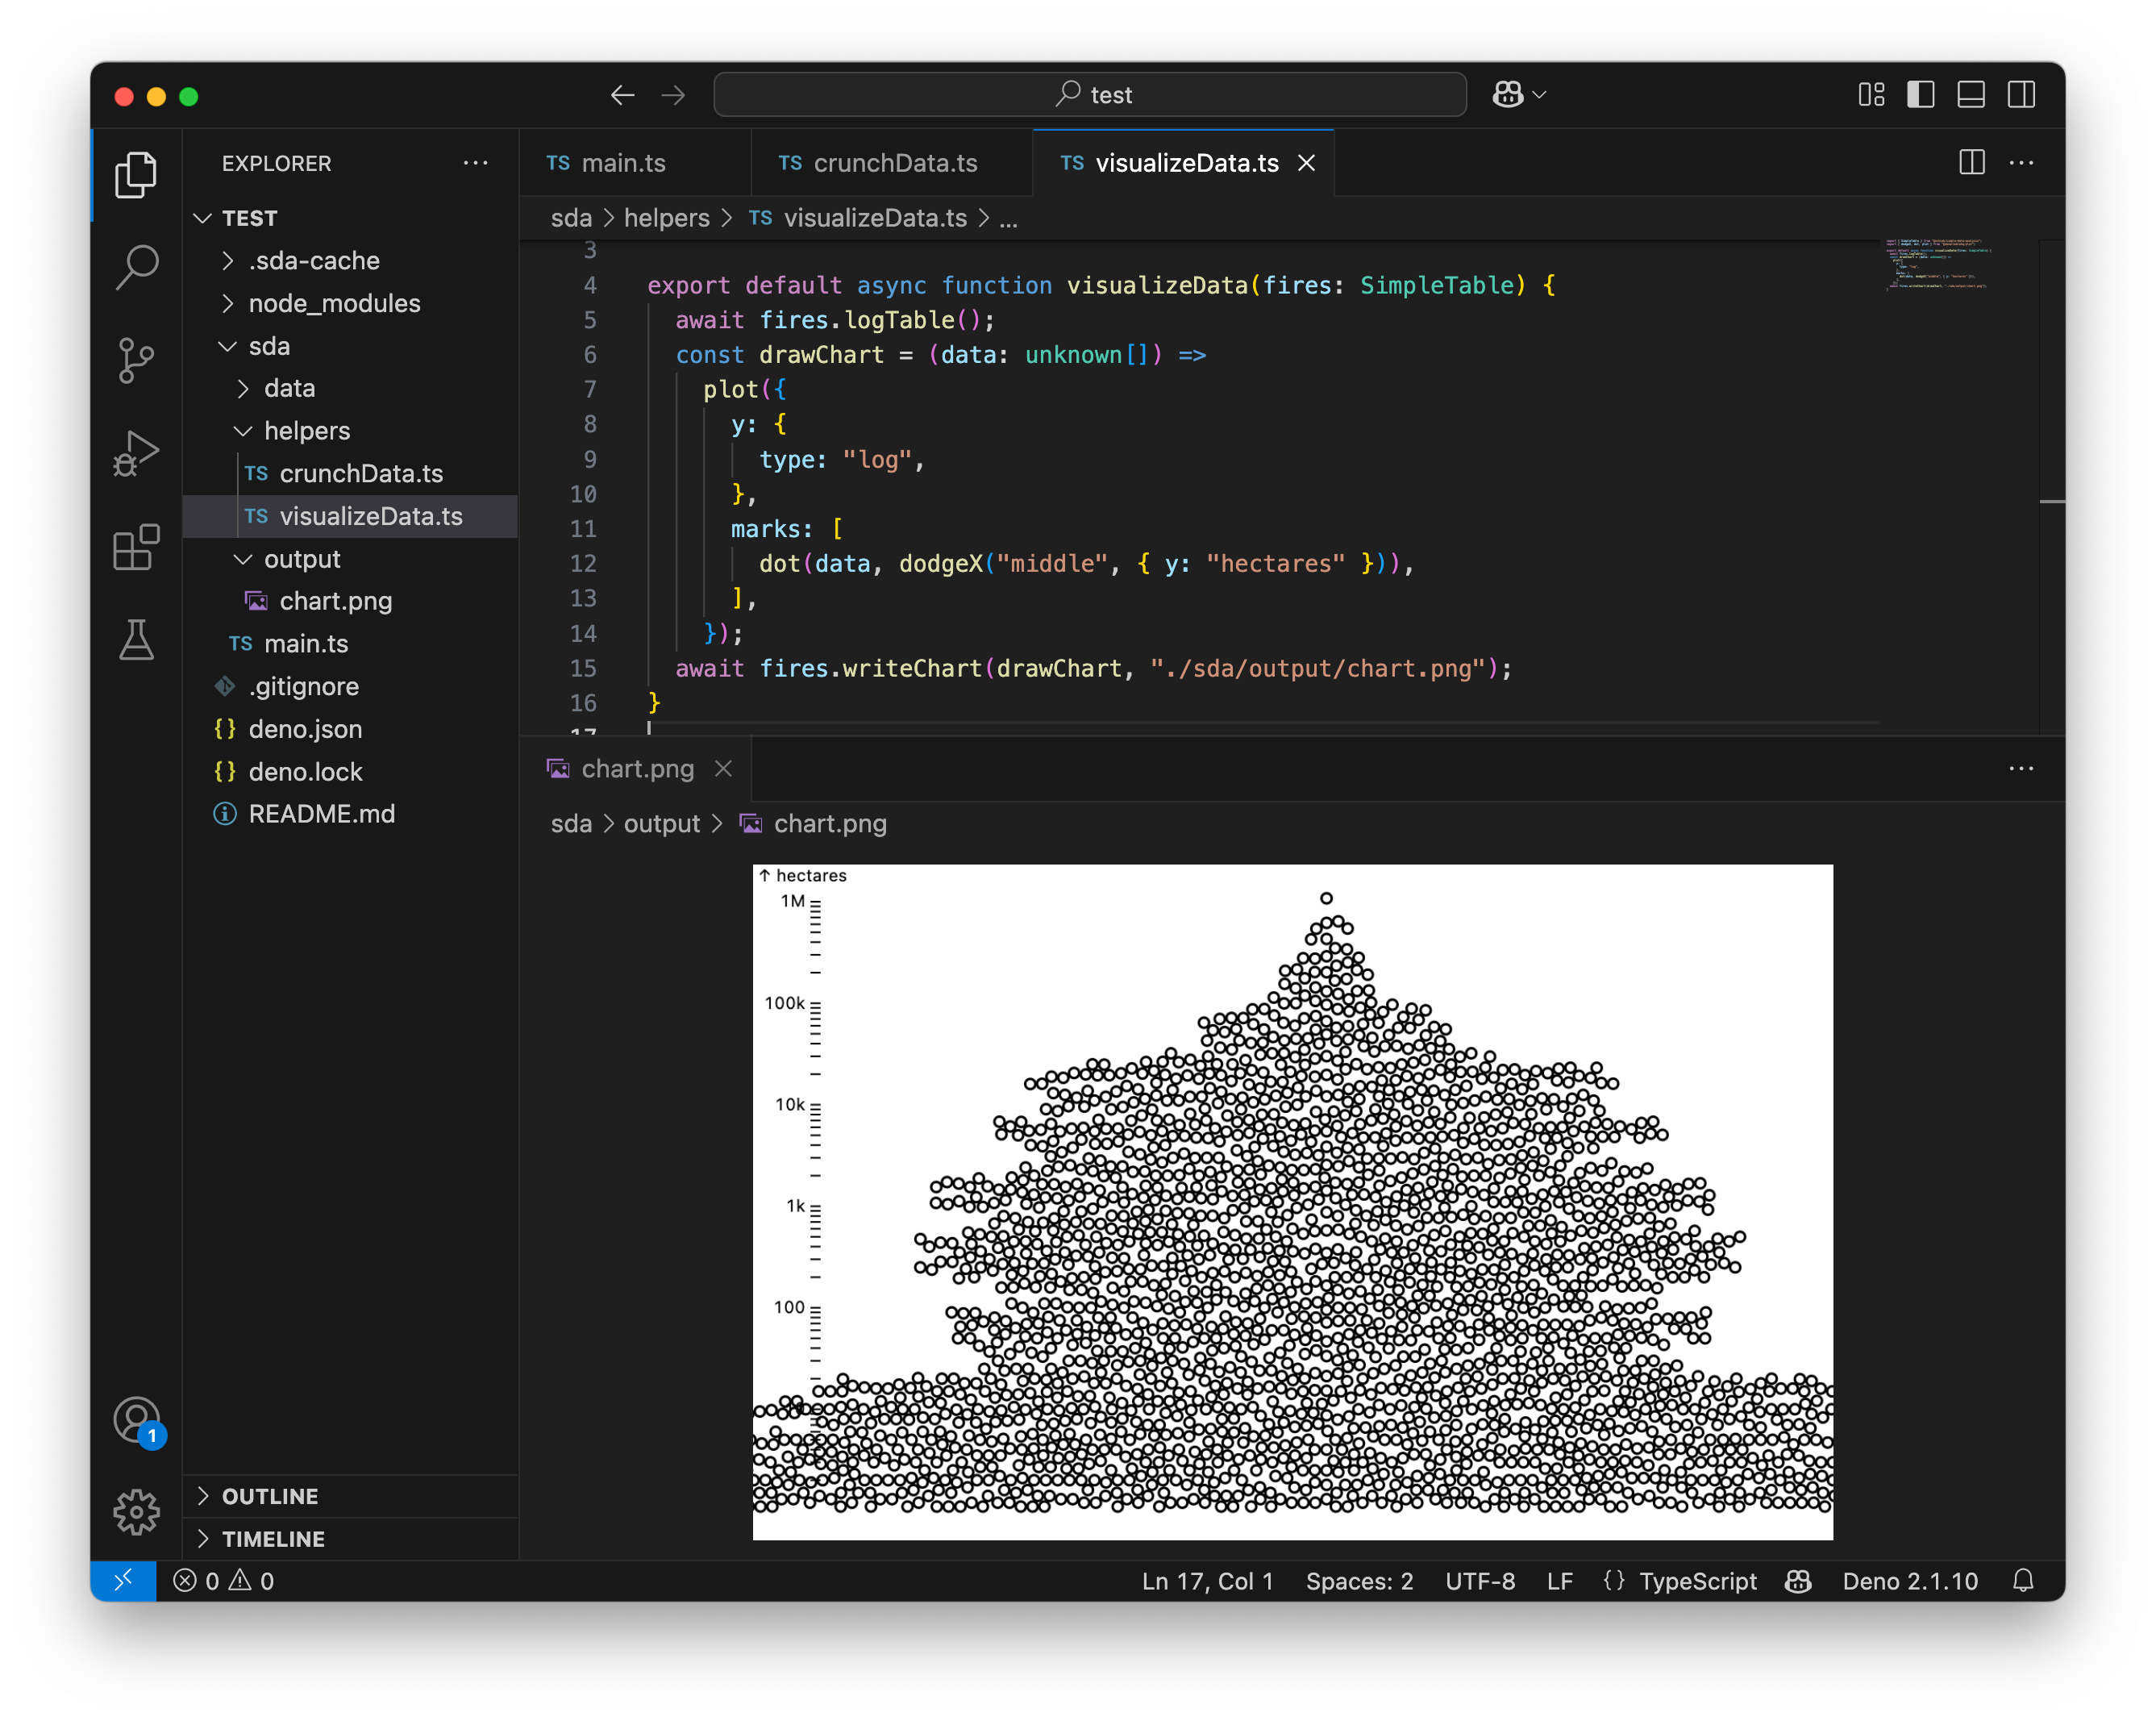 test
EXPLORER
TEST
.sda-cache
node_modules
sda
data
helpers
TS crunchData.ts
TS visualizeData.ts
output
chart.png
TS main.ts
.gitignore
{} deno.json
{} deno.lock
README.md
OUTLINE
TIMELINE
1
TS main.ts
TS crunchData.ts
TS visualizeData.ts
sda > helpers > TS visualizeData.ts > ...
3
4 export default async function visualizeData(fires: SimpleTable) {
5 await fires.logTable();
6 const drawChart = (data: unknown[]) =>
7 plot({
8 y: {
9 type: "log",
10 },
11 marks: [
12 dot(data, dodgeX("middle", { y: "hectares" })),
13 ],
14 });
15 await fires.writeChart(drawChart, "./sda/output/chart.png");
16 }
17
chart.png
sda > output > chart.png
↑ hectares
1M
100k
10k
1k
100
0 0
Ln 17, Col 1 Spaces: 2 UTF-8 LF {} TypeScript Deno 2.1.10